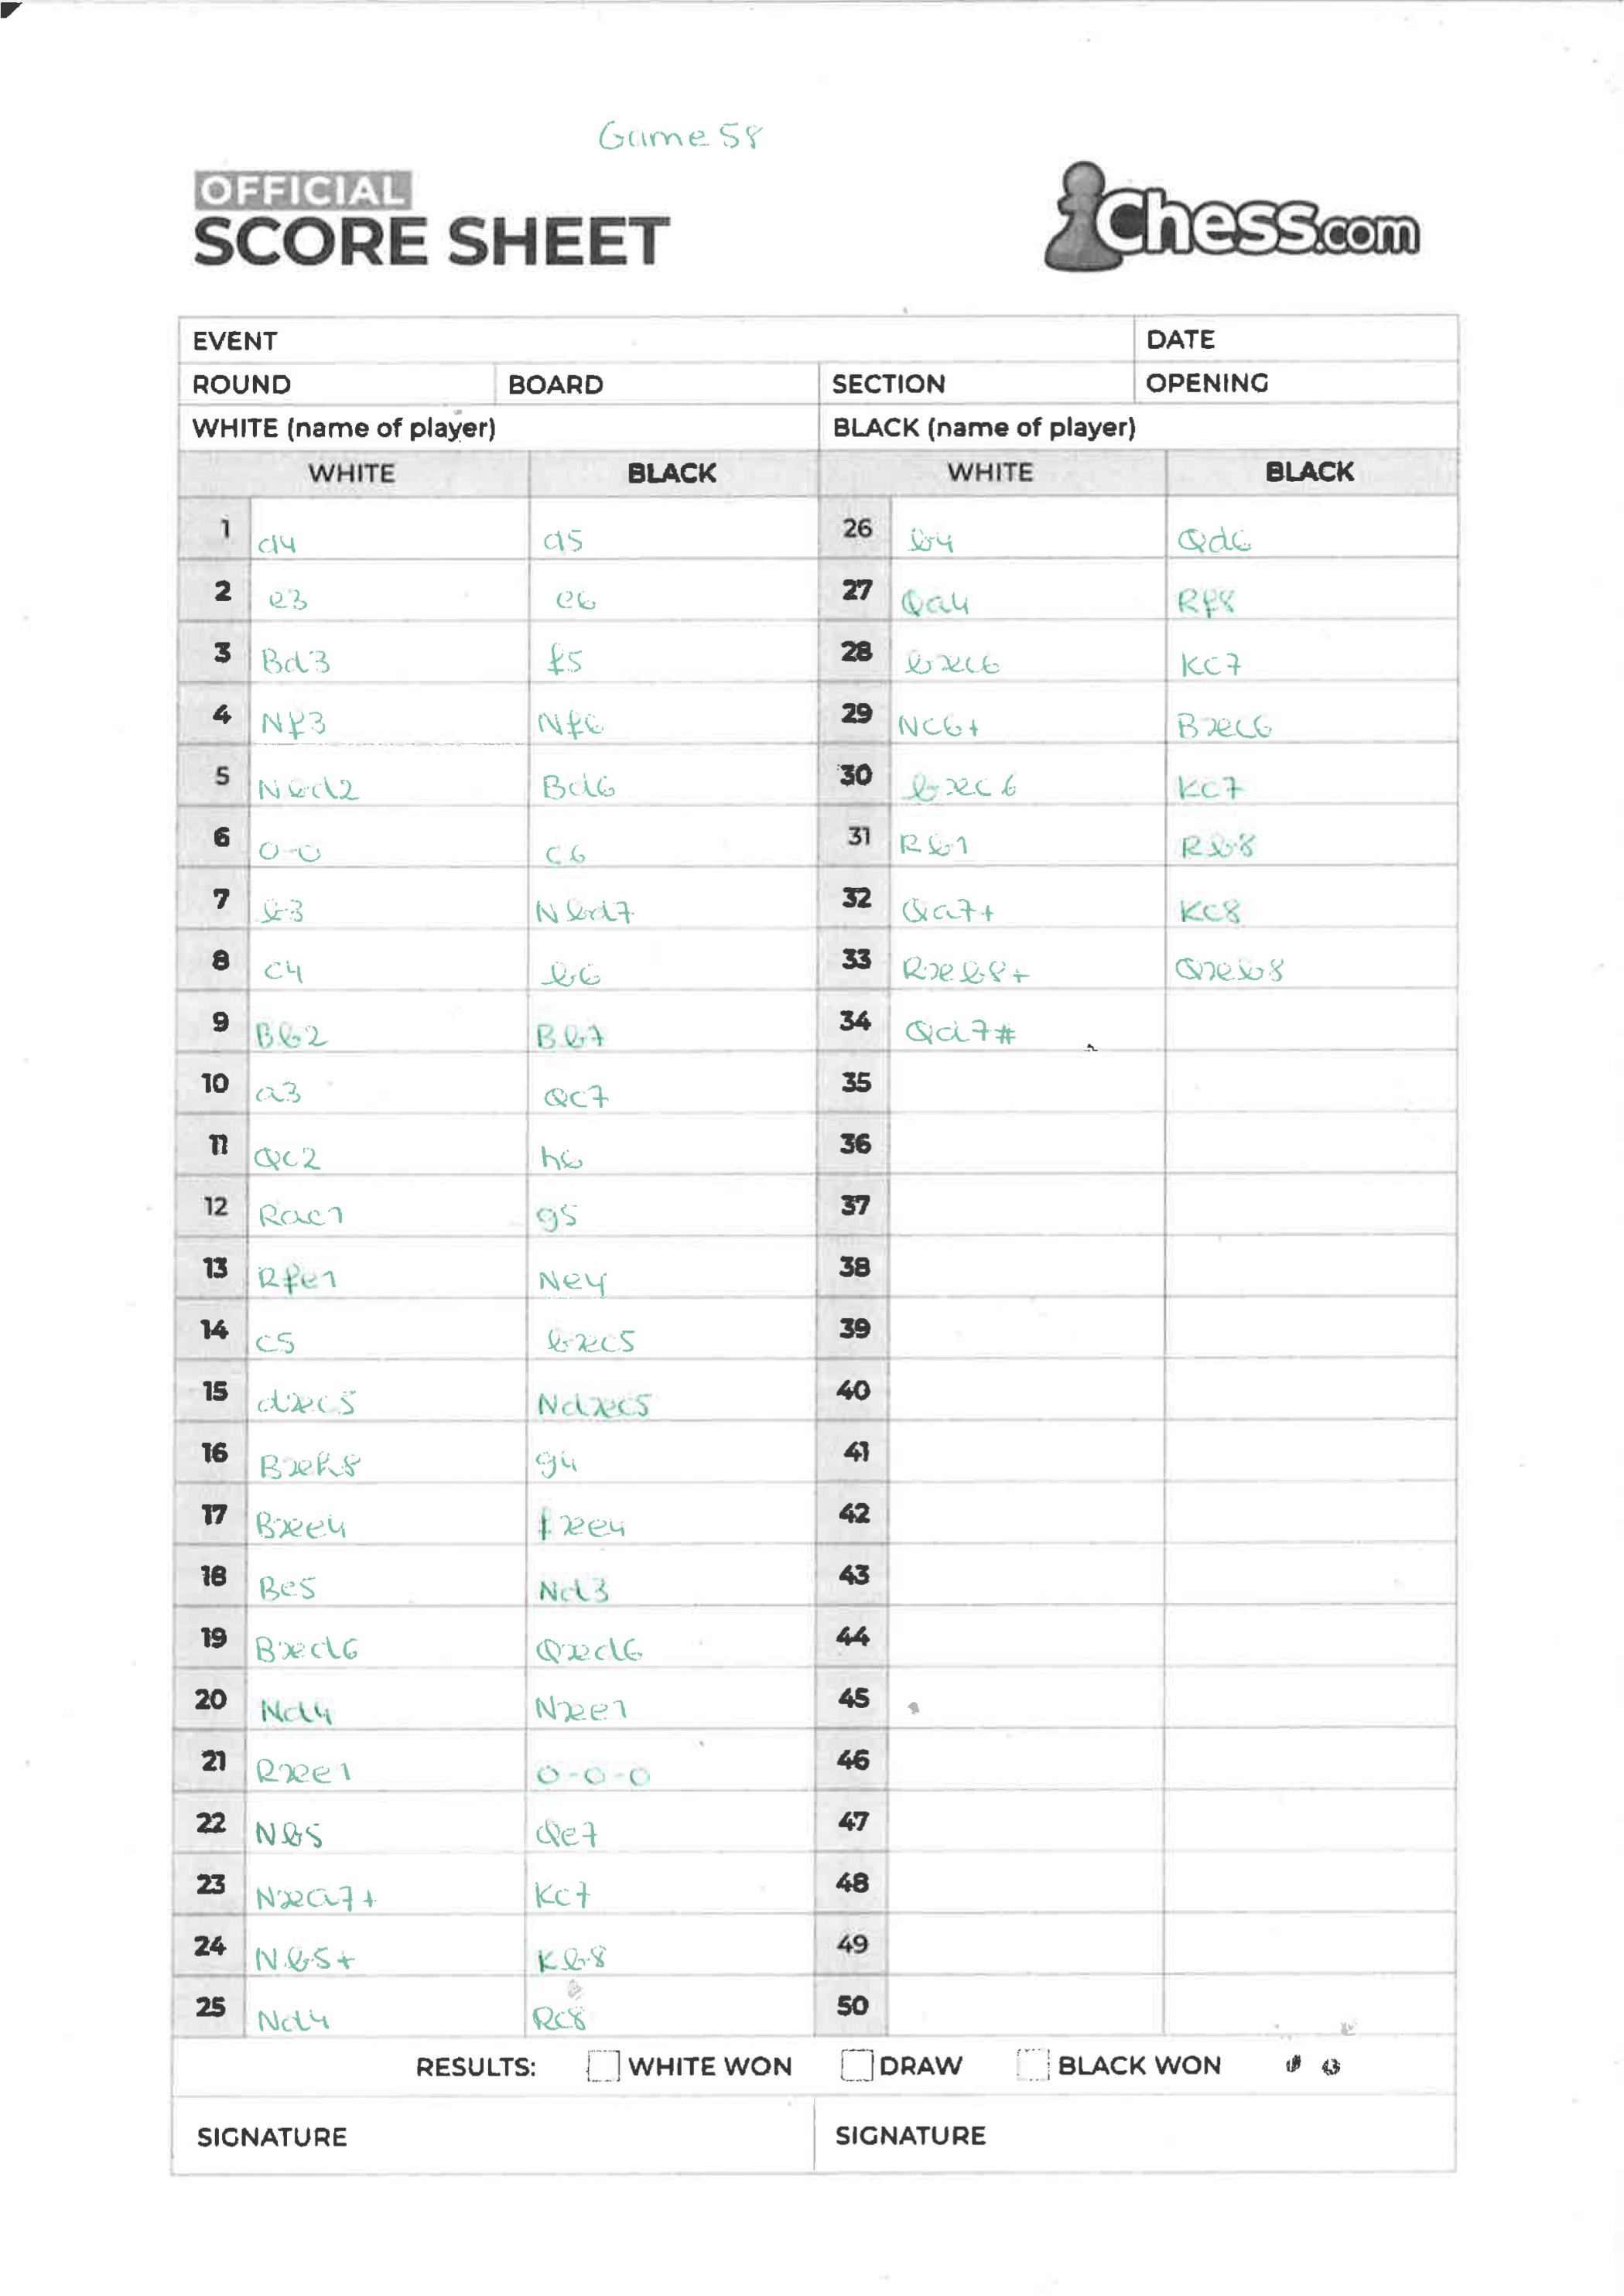 Game 58
OFFICIAL
SCORE SHEET
Chess.com
EVENT DATE
ROUND BOARD SECTION OPENING
WHITE (name of player) BLACK (name of player)
WHITE BLACK WHITE BLACK
1 d4 d5 26 b4 Qd6
2 e3 e6 27 Qa4 Rf8
3 Bd3 f5 28 bxc6 Kc7
4 Nf3 Nf6 29 Nc6+ Bxc6
5 Nbd2 Bd6 30 bxc6 Kc7
6 0-0 c6 31 Rb1 Rb8
7 b3 Nbd7 32 Qa7+ Kc8
8 c4 b6 33 Rxb8+ Qxb8
9 Bb2 Bb7 34 Qd7#
10 a3 Qc7 35
11 Qc2 h6 36
12 Rac1 g5 37
13 Rfe1 Ne4 38
14 c5 bxc5 39
15 dxc5 Ndxc5 40
16 Bxh8 g4 41
17 Bxe4 fxe4 42
18 Be5 Nd3 43
19 Bxd6 Qxd6 44
20 Nd4 Nxe1 45
21 Rxe1 0-0-0 46
22 Nb5 Qe7 47
23 Nxa7+ Kc7 48
24 Nb5+ Kb8 49
25 Nd4 Rc8 50
RESULTS: WHITE WON DRAW BLACK WON
SIGNATURE SIGNATURE